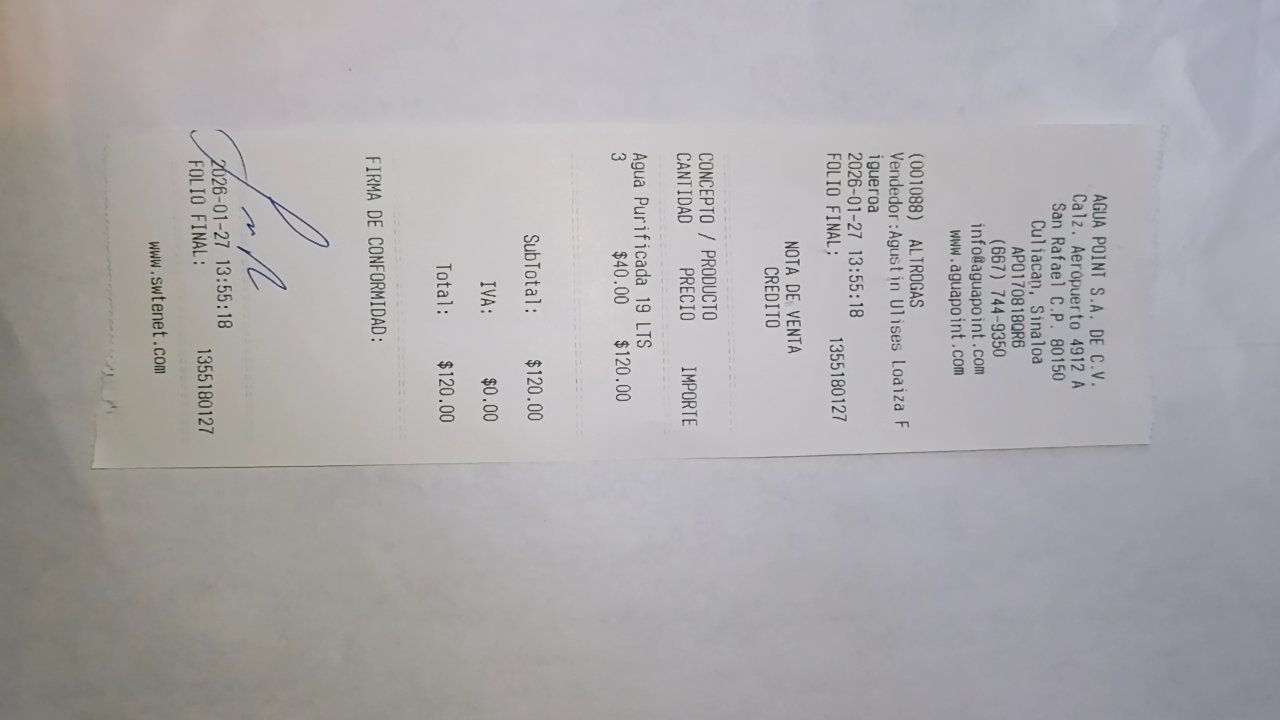 AGUA POINT S.A. DE C.V.
Calz. Aeropuerto 4912 A
San Rafael C.P. 80150
Culiacan, Sinaloa
APO170818QR6
(667) 744-9350
info@aguapoint.com
www.aguapoint.com
(001088) ALTROGAS
Vendedor:Agustin Ulises Loaiza F
igueroa
2026-01-27 13:55:18
FOLIO FINAL: 1355180127
NOTA DE VENTA
CREDITO
CONCEPTO / PRODUCTO
CANTIDAD PRECIO IMPORTE
Agua Purificada 19 LTS
3 $40.00 $120.00
SubTotal: $120.00
IVA: $0.00
Total: $120.00
FIRMA DE CONFORMIDAD:
2026-01-27 13:55:18
FOLIO FINAL: 1355180127
www.swtenet.com